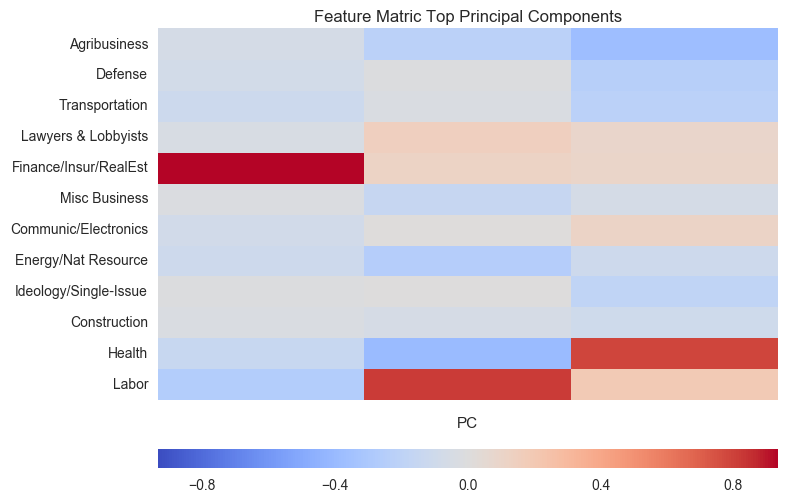 Feature Matric Top Principal Components
Agribusiness
Defense
Transportation
Lawyers & Lobbyists
Finance/Insur/RealEst
Misc Business
Communic/Electronics
Energy/Nat Resource
Ideology/Single-Issue
Construction
Health
Labor
PC
−0.8 −0.4 0.0 0.4 0.8